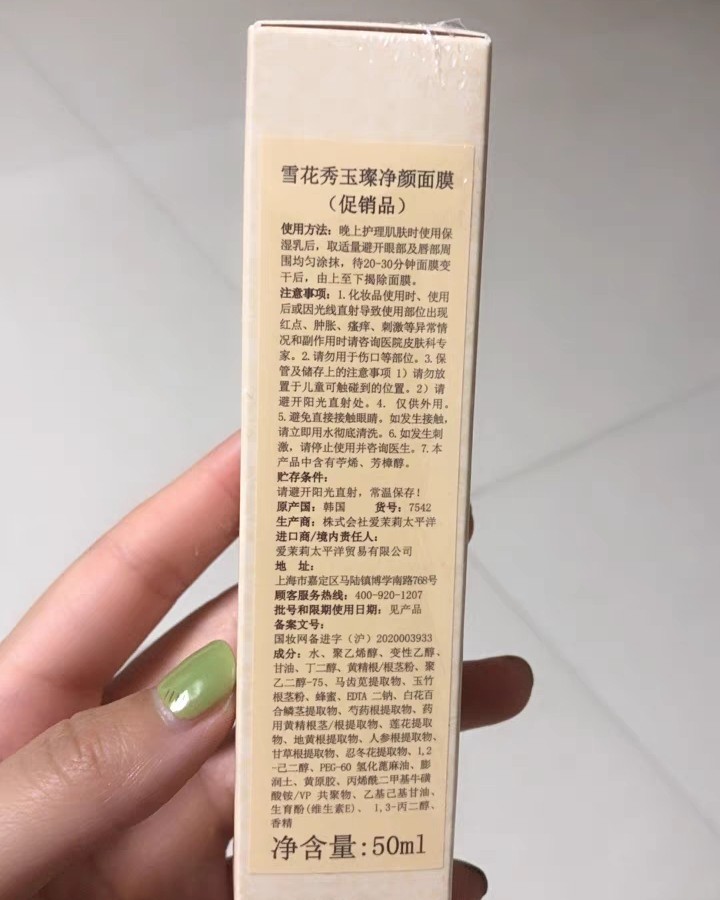 雪花秀玉璨净颜面膜
（促销品）
使用方法：晚上护理肌肤时使用保
湿乳后，取适量避开眼部及唇部周
围均匀涂抹，待20-30分钟面膜变
干后，由上至下揭除面膜。
注意事项：1.化妆品使用时、使用
后或因光线直射导致使用部位出现
红点、肿胀、瘙痒、刺激等异常情
况和副作用时请咨询医院皮肤科专
家。2.请勿用于伤口等部位。3.保
管及储存上的注意事项 1）请勿放
置于儿童可触碰到的位置。2）请
避开阳光直射处。4. 仅供外用。
5.避免直接接触眼睛。如发生接触，
请立即用水彻底清洗。6.如发生刺
激，请停止使用并咨询医生。7.本
产品中含有苧烯、芳樟醇。
贮存条件：
请避开阳光直射，常温保存！
原产国：韩国 货号：7542
生产商：株式会社爱茉莉太平洋
进口商/境内责任人：
爱茉莉太平洋贸易有限公司
地 址：
上海市嘉定区马陆镇博学南路768号
顾客服务热线：400-920-1207
批号和限期使用日期：见产品
备案文号：
国妆网备进字（沪）2020003933
成分：水、聚乙烯醇、变性乙醇、
甘油、丁二醇、黄精根/根茎粉、聚
乙二醇-75、马齿苋提取物、玉竹
根茎粉、蜂蜜、EDTA 二钠、白花百
合鳞茎提取物、芍药根提取物、药
用黄精根茎/根提取物、莲花提取
物、地黄根提取物、人参根提取物、
甘草根提取物、忍冬花提取物、1,2
-己二醇、PEG-60 氢化蓖麻油、膨
润土、黄原胶、丙烯酰二甲基牛磺
酸铵/VP 共聚物、乙基己基甘油、
生育酚(维生素E)、 1,3-丙二醇、
香精
净含量:50ml